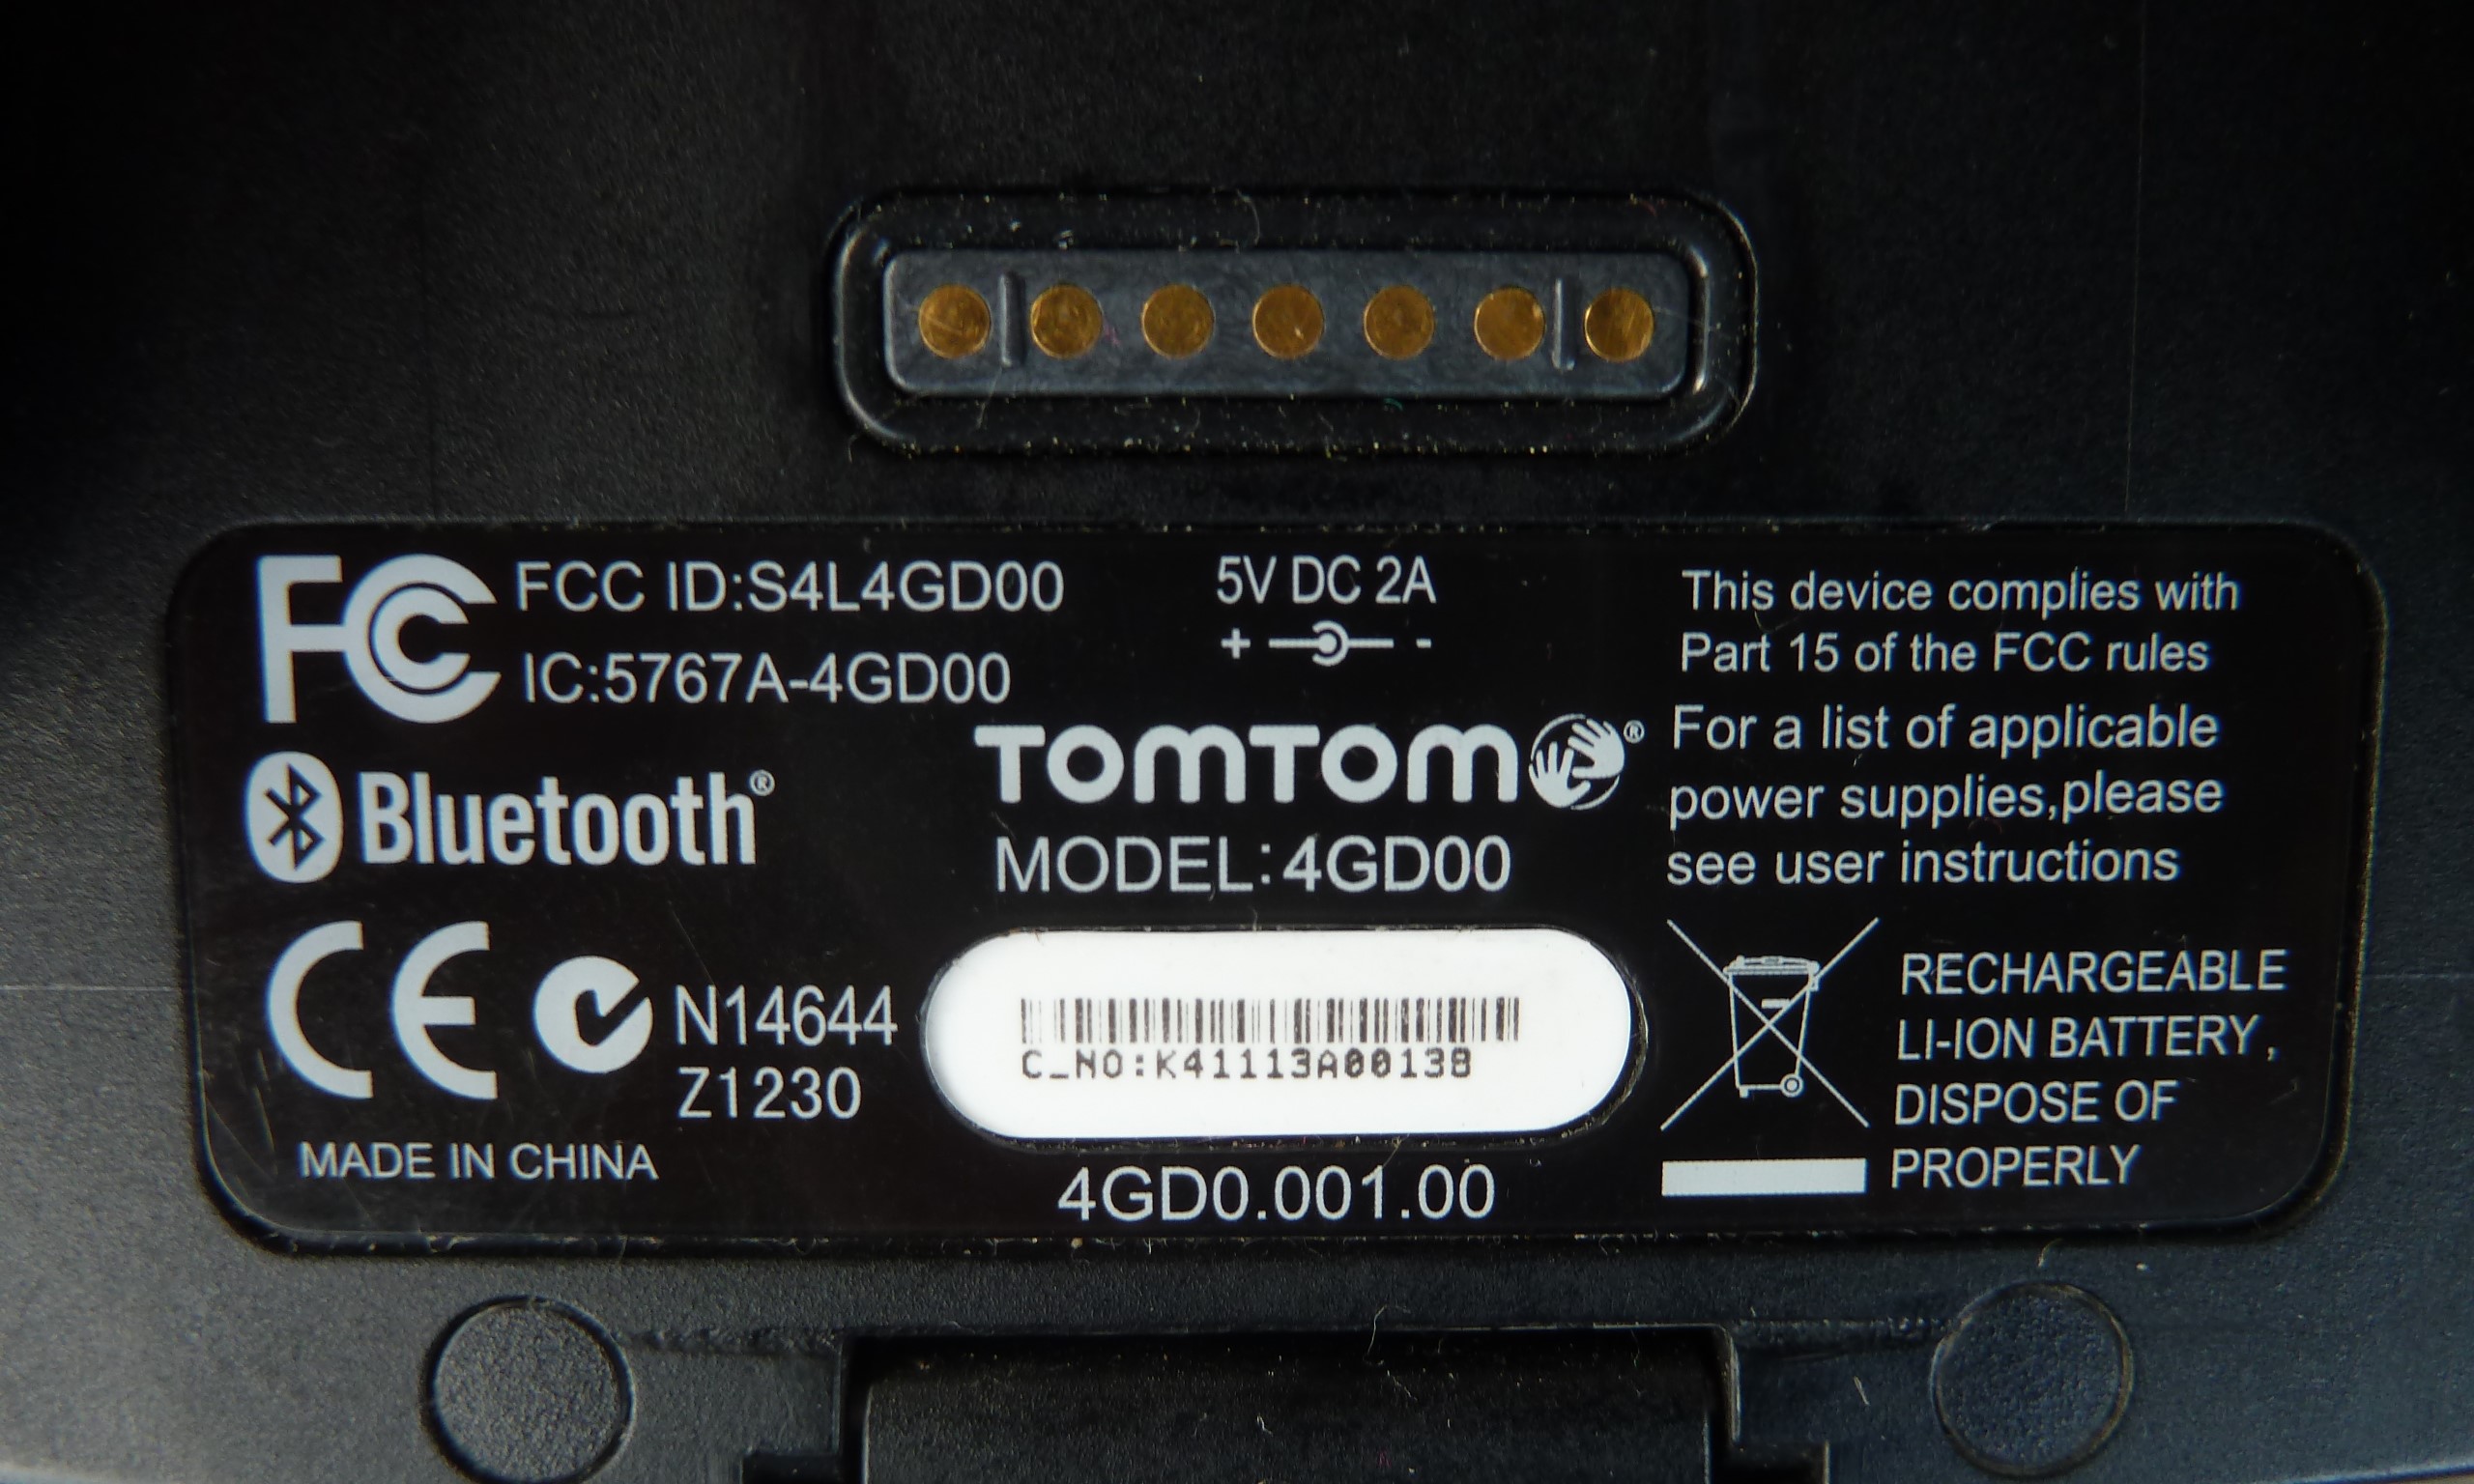 FCC ID:S4L4GD00
IC:5767A-4GD00
Bluetooth®
CE
N14644
Z1230
MADE IN CHINA
5V DC 2A
+ -
TOMTOM®
MODEL:4GD00
C_NO:K41113A00138
4GD0.001.00
This device complies with
Part 15 of the FCC rules
For a list of applicable
power supplies,please
see user instructions
RECHARGEABLE
LI-ION BATTERY,
DISPOSE OF
PROPERLY